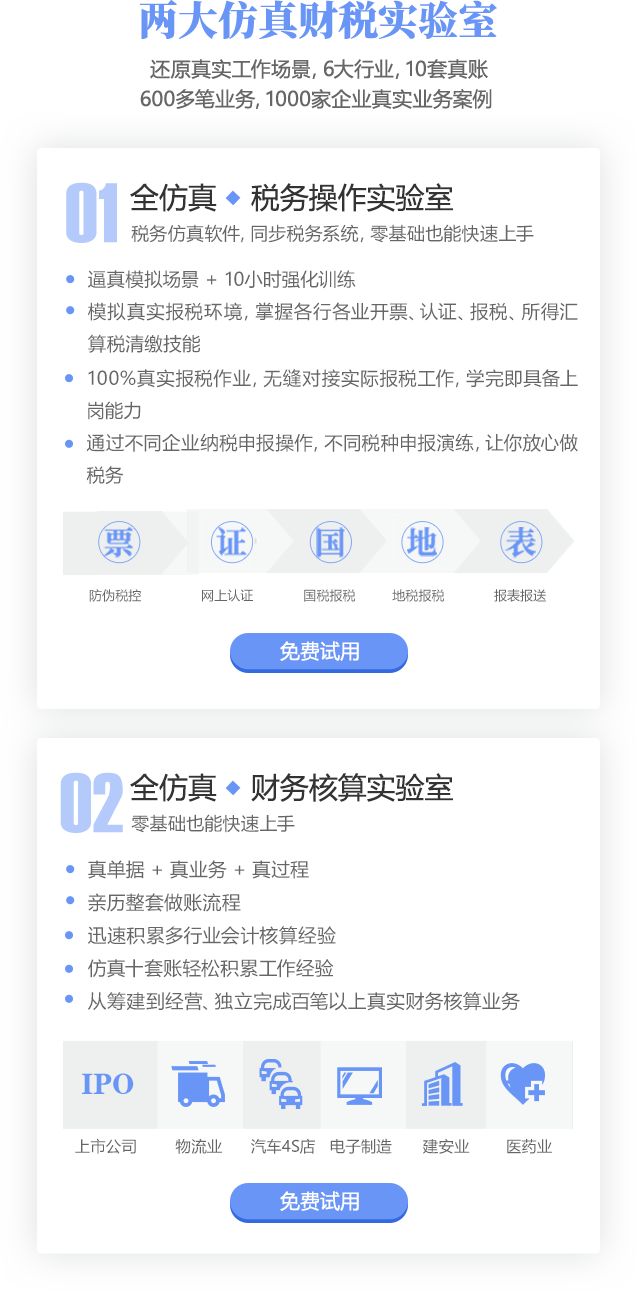 两大仿真财税实验室
还原真实工作场景, 6大行业, 10套真账
600多笔业务, 1000家企业真实业务案例
01 全仿真 ◆ 税务操作实验室
税务仿真软件, 同步税务系统, 零基础也能快速上手
逼真模拟场景 + 10小时强化训练
模拟真实报税环境, 掌握各行各业开票、认证、报税、所得汇
算税清缴技能
100%真实报税作业, 无缝对接实际报税工作, 学完即具备上
岗能力
通过不同企业纳税申报操作, 不同税种申报演练, 让你放心做
税务
票 证 国 地 表
防伪税控 网上认证 国税报税 地税报税 报表报送
免费试用
02 全仿真 ◆ 财务核算实验室
零基础也能快速上手
真单据 + 真业务 + 真过程
亲历整套做账流程
迅速积累多行业会计核算经验
仿真十套账轻松积累工作经验
从筹建到经营、独立完成百笔以上真实财务核算业务
IPO
上市公司 物流业 汽车4S店 电子制造 建安业 医药业
免费试用